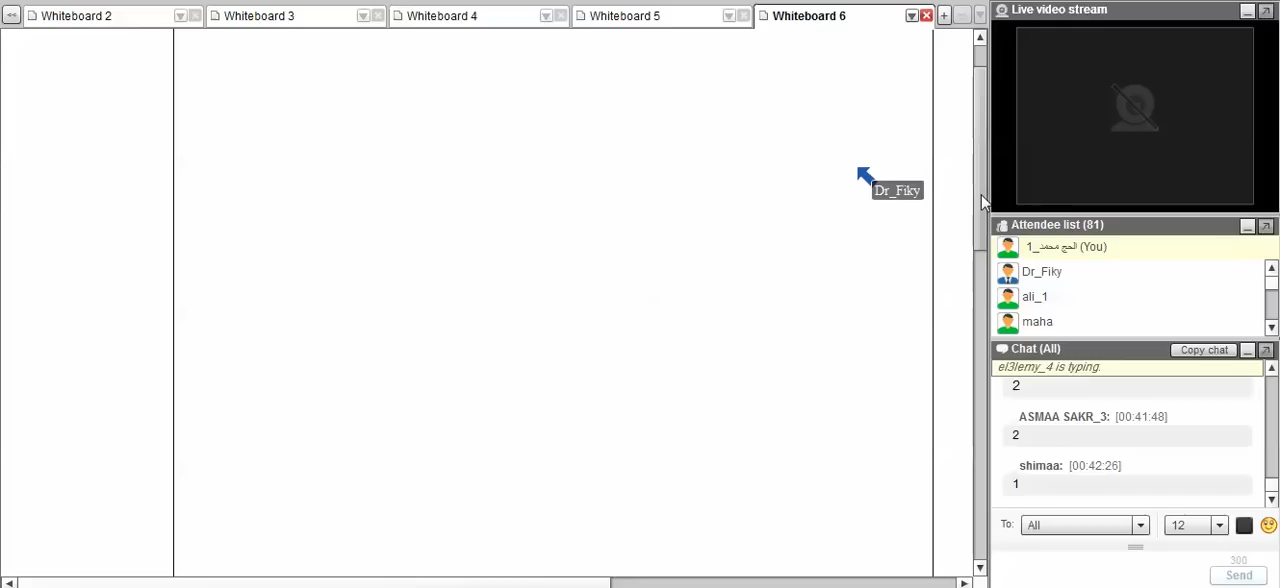 Whiteboard 2
Whiteboard 3
Whiteboard 4
Whiteboard 5
Whiteboard 6
Dr_Fiky
Live video stream
Attendee list (81)
الحج محمد_1 (You)
Dr_Fiky
ali_1
maha
Chat (All)
Copy chat
el3lemy_4 is typing.
2
ASMAA SAKR_3: [00:41:48]
2
shimaa: [00:42:26]
1
To: All 12
300
Send